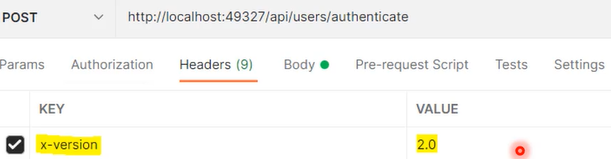 POST http://localhost:49327/api/users/authenticate
Params Authorization Headers (9) Body Pre-request Script Tests Settings
KEY VALUE
x-version 2.0